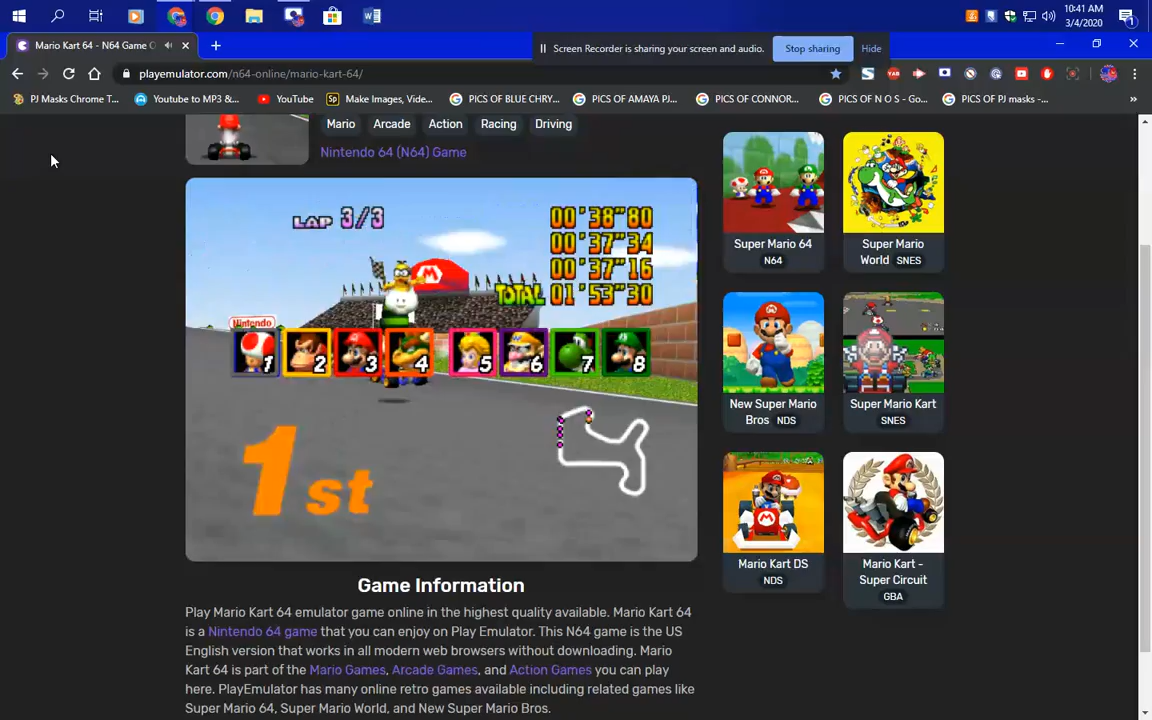 10:41 AM
3/4/2020
1
Mario Kart 64 - N64 Game O
Screen Recorder is sharing your screen and audio.
Stop sharing
Hide
playemulator.com/n64-online/mario-kart-64/
PJ Masks Chrome T...
Youtube to MP3 &...
YouTube
Sp
Make Images, Vide...
PICS OF BLUE CHRY...
PICS OF AMAYA PJ...
PICS OF CONNOR...
PICS OF N O S - Go...
PICS OF PJ masks -...
»
Mario
Arcade
Action
Racing
Driving
Nintendo 64 (N64) Game
LAP 3/3
00'38"80
00'37"34
00'37"16
TOTAL 01'53"30
M
Nintendo
1 2 3 4 5 6 7 8
1st
Super Mario 64
N64
Super Mario
World SNES
New Super Mario
Bros NDS
Super Mario Kart
SNES
Mario Kart DS
NDS
Mario Kart -
Super Circuit
GBA
Game Information
Play Mario Kart 64 emulator game online in the highest quality available. Mario Kart 64
is a Nintendo 64 game that you can enjoy on Play Emulator. This N64 game is the US
English version that works in all modern web browsers without downloading. Mario
Kart 64 is part of the Mario Games, Arcade Games, and Action Games you can play
here. PlayEmulator has many online retro games available including related games like
Super Mario 64, Super Mario World, and New Super Mario Bros.